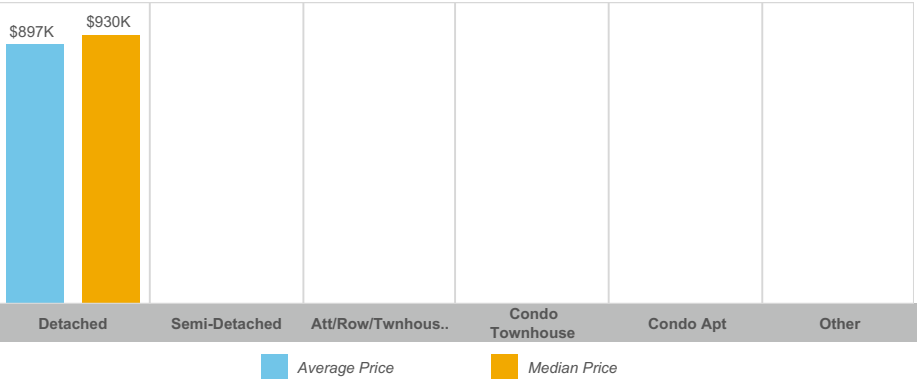 $897K
$930K
Detached
Semi-Detached
Att/Row/Twnhous..
Condo
Townhouse
Condo Apt
Other
Average Price
Median Price